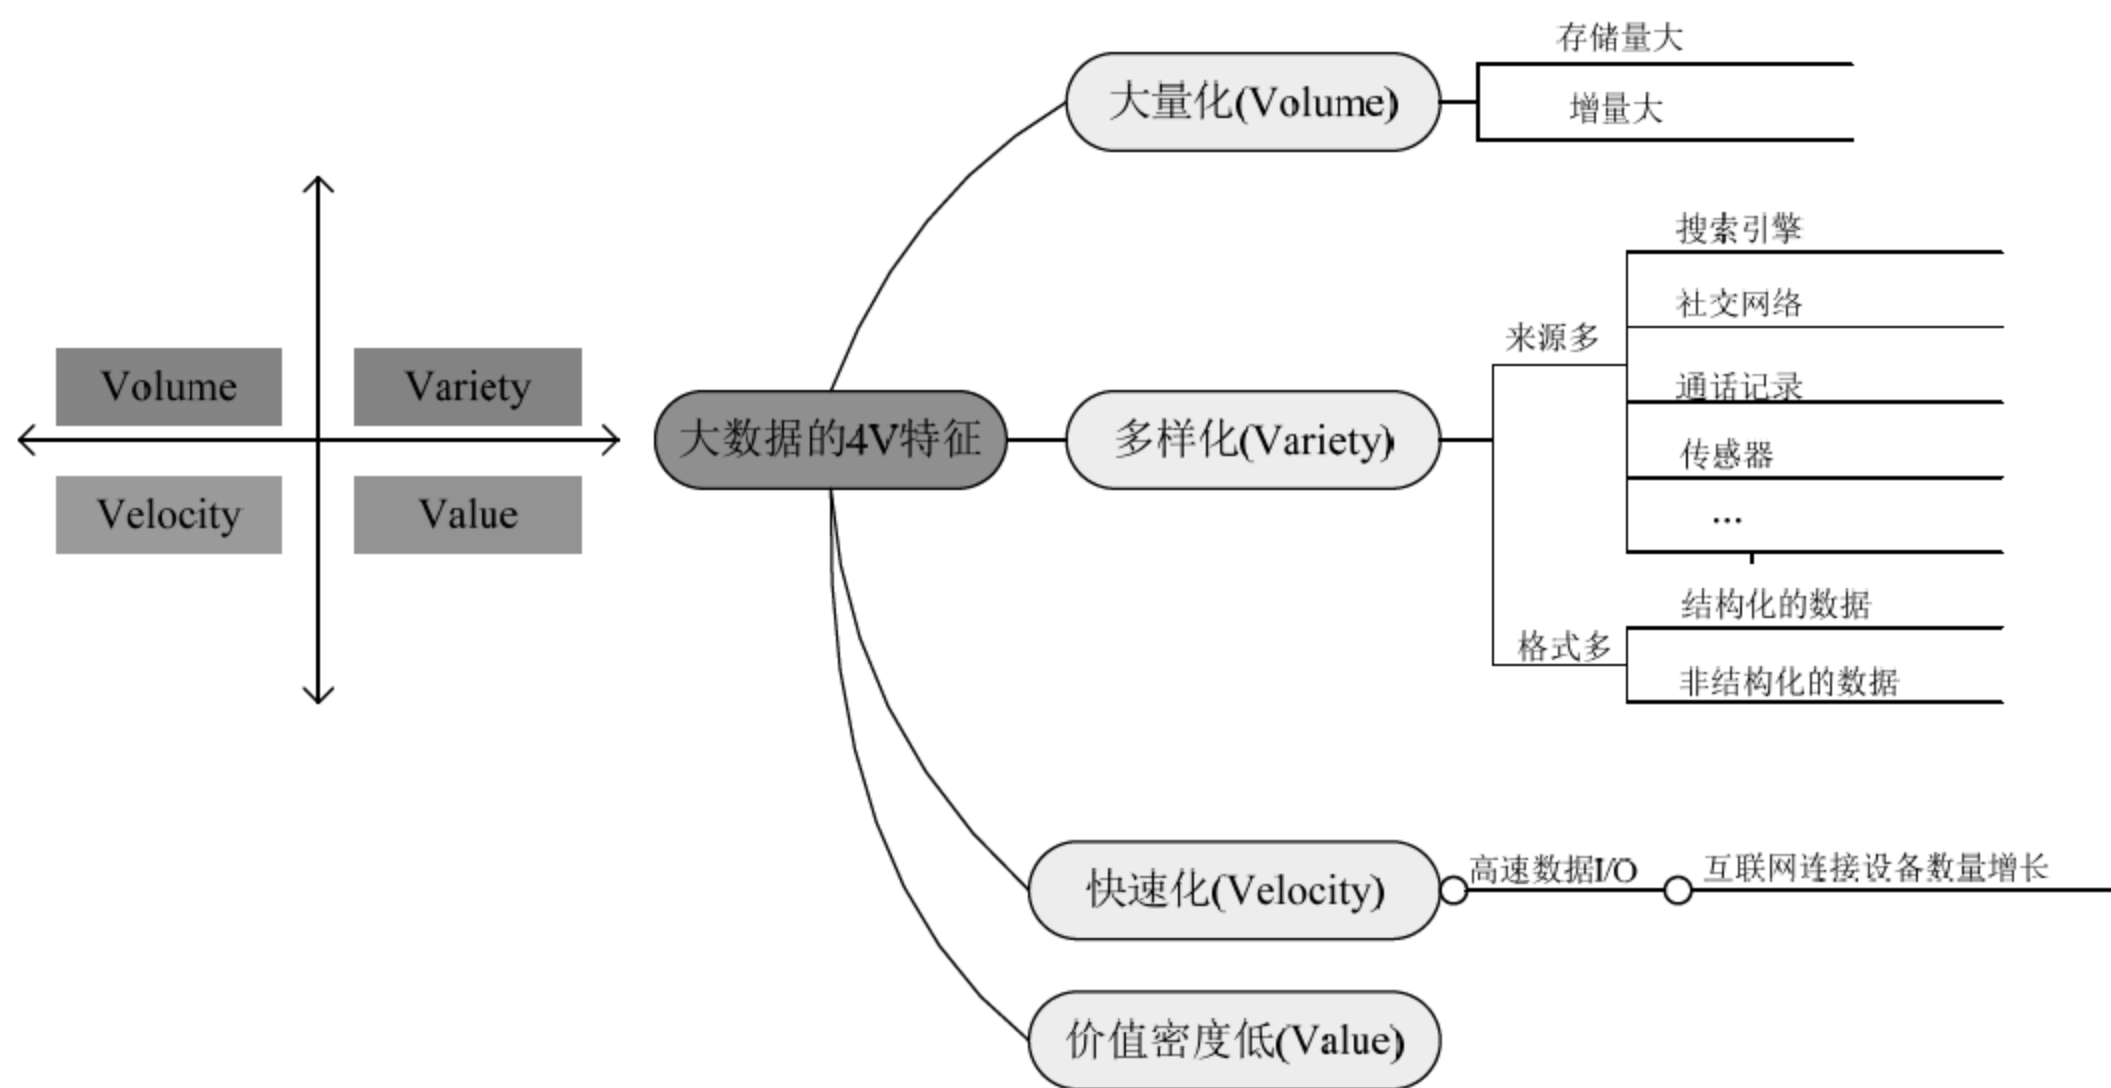 Volume
Variety
Velocity
Value
大数据的4V特征
大量化(Volume)
存储量大
增量大
多样化(Variety)
来源多
搜索引擎
社交网络
通话记录
传感器
...
格式多
结构化的数据
非结构化的数据
快速化(Velocity)
高速数据I/O
互联网连接设备数量增长
价值密度低(Value)